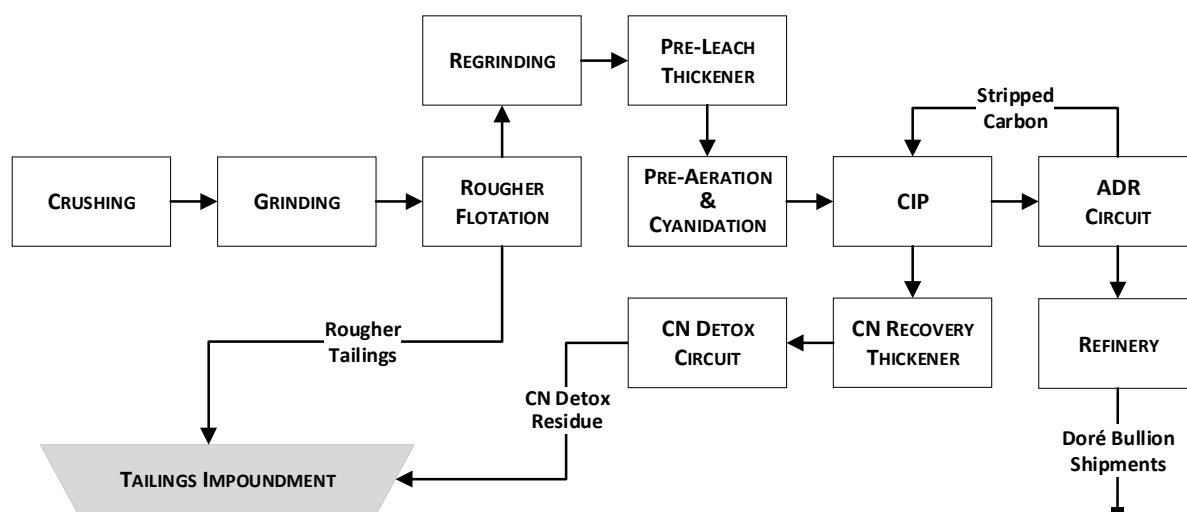 REGRINDING
PRE-LEACH
THICKENER
Stripped
Carbon
CRUSHING
GRINDING
ROUGHER
FLOTATION
PRE-AERATION
&
CYANIDATION
CIP
ADR
CIRCUIT
Rougher
Tailings
CN DETOX
CIRCUIT
CN RECOVERY
THICKENER
REFINERY
CN Detox
Residue
Doré Bullion
Shipments
TAILINGS IMPOUNDMENT